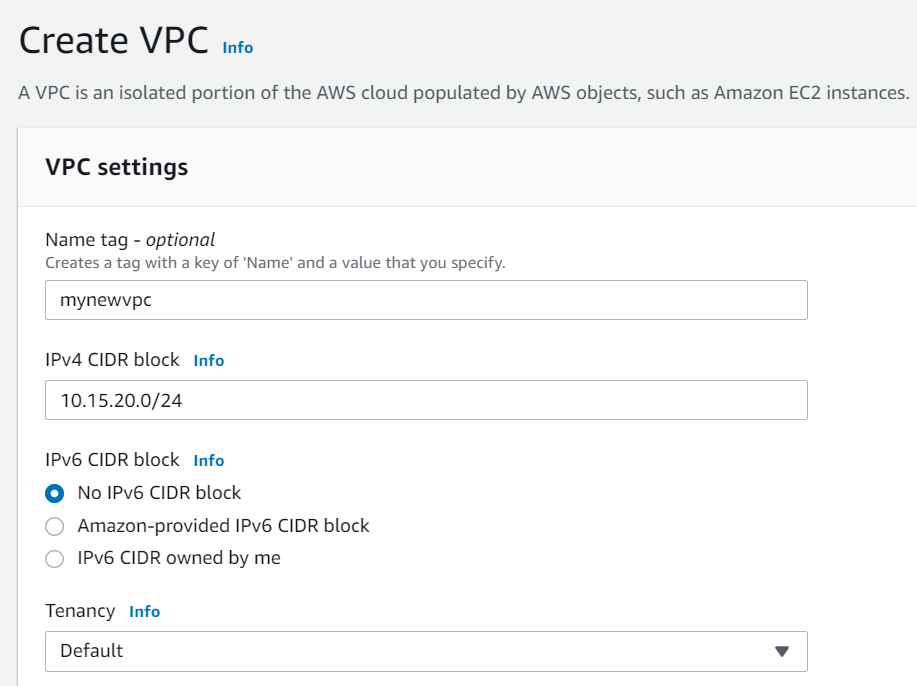 Create VPC Info
A VPC is an isolated portion of the AWS cloud populated by AWS objects, such as Amazon EC2 instances.
VPC settings
Name tag - optional
Creates a tag with a key of 'Name' and a value that you specify.
mynewvpc
IPv4 CIDR block Info
10.15.20.0/24
IPv6 CIDR block Info
No IPv6 CIDR block
Amazon-provided IPv6 CIDR block
IPv6 CIDR owned by me
Tenancy Info
Default